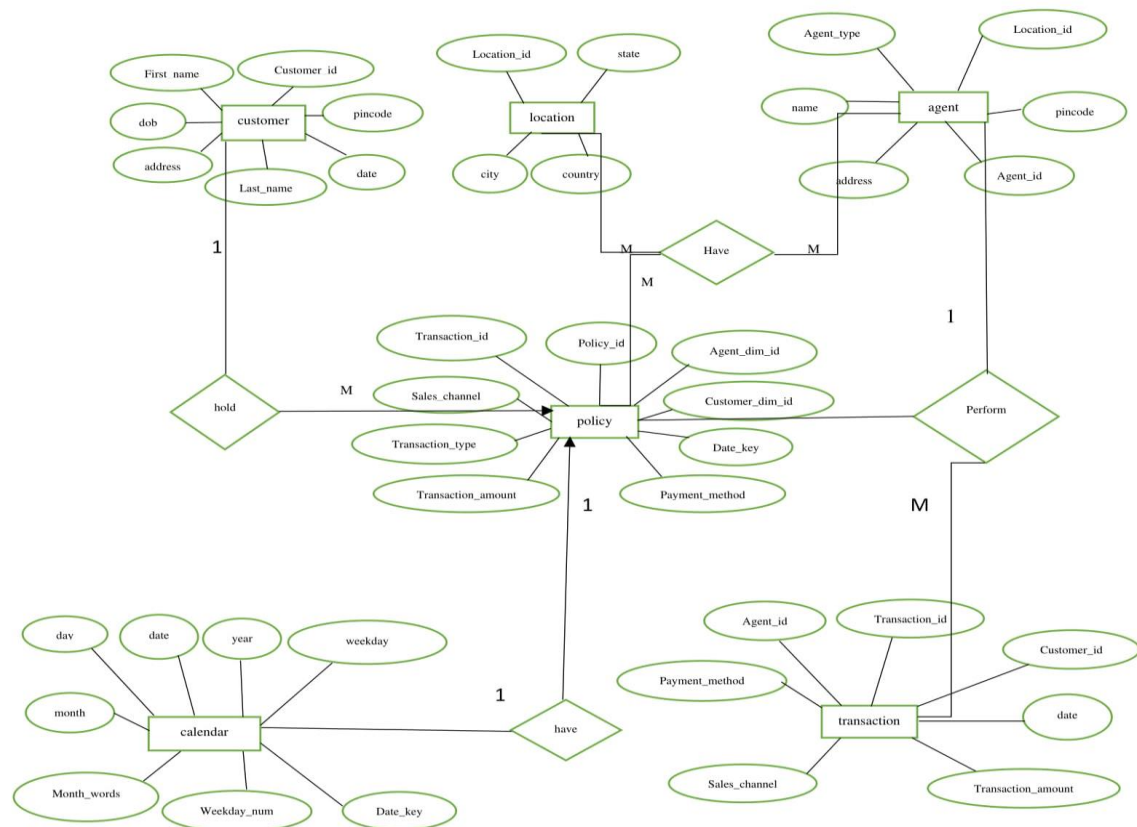 Location_id
state
Agent_type
Location_id
First_name
Customer_id
customer
pincode
dob
address
Last_name
date
location
city
country
name
agent
pincode
address
Agent_id
1
M
Have
M
M
1
Transaction_id
Policy_id
Agent_dim_id
hold
M
Sales_channel
Customer_dim_id
policy
Perform
Transaction_type
Date_key
Transaction_amount
Payment_method
1
M
day
date
year
weekday
month
calendar
1
have
Month_words
Weekday_num
Date_key
Agent_id
Transaction_id
Customer_id
Payment_method
transaction
date
Sales_channel
Transaction_amount